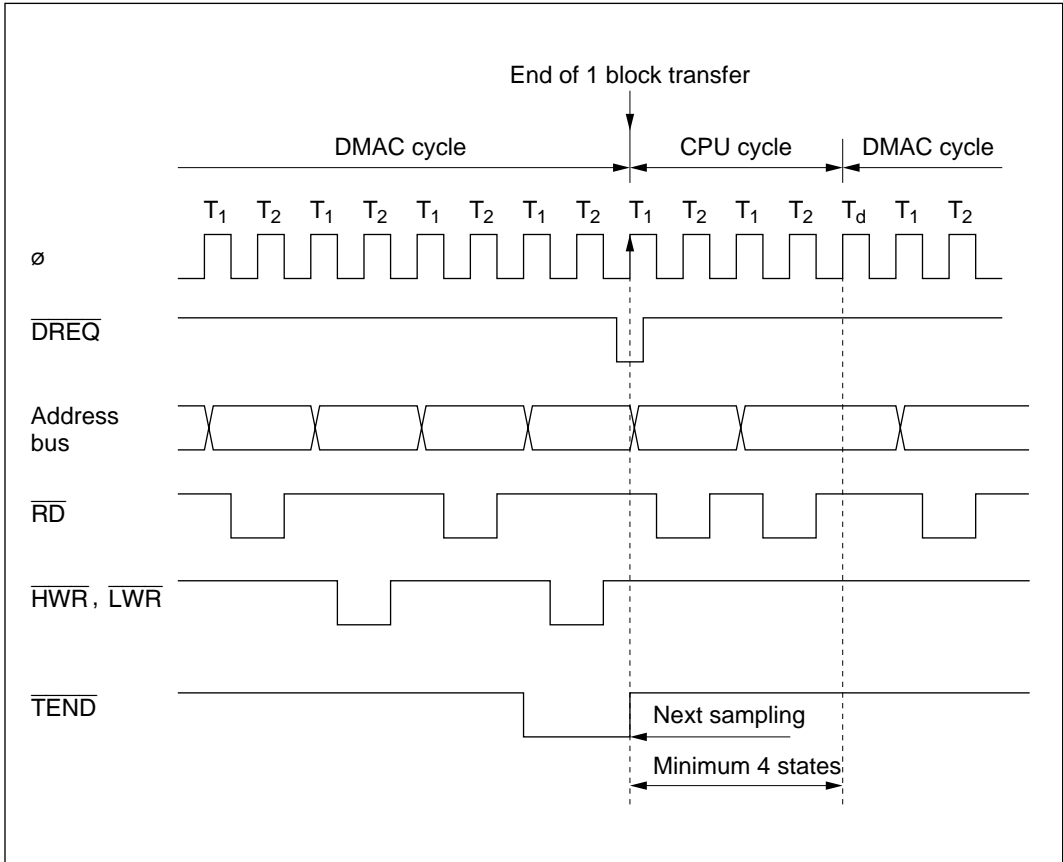 End of 1 block transfer
DMAC cycle CPU cycle DMAC cycle
T1 T2 T1 T2 T1 T2 T1 T2 T1 T2 T1 T2 Td T1 T2
ø
DREQ
Address
bus
RD
HWR, LWR
TEND
Next sampling
Minimum 4 states